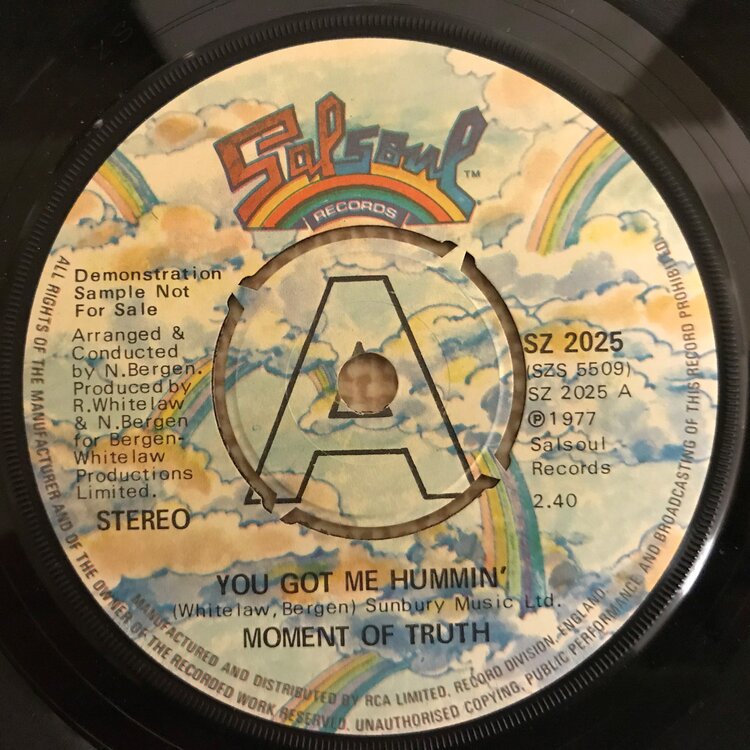 Salsoul™
RECORDS
Demonstration
Sample Not
For Sale
Arranged &
Conducted
by N.Bergen.
Produced by
R.Whitelaw
& N.Bergen
for Bergen-
Whitelaw
Productions
Limited.
STEREO
A
SZ 2025
(SZS 5509)
SZ 2025 A
℗1977
Salsoul
Records
2.40
YOU GOT ME HUMMIN'
(Whitelaw, Bergen) Sunbury Music Ltd.
MOMENT OF TRUTH
MANUFACTURED AND DISTRIBUTED BY RCA LIMITED, RECORD DIVISION, ENGLAND.
ALL RIGHTS OF THE MANUFACTURER AND OF THE OWNER OF THE RECORDED WORK RESERVED. UNAUTHORISED COPYING, PUBLIC PERFORMANCE AND BROADCASTING OF THIS RECORD PROHIBITED.